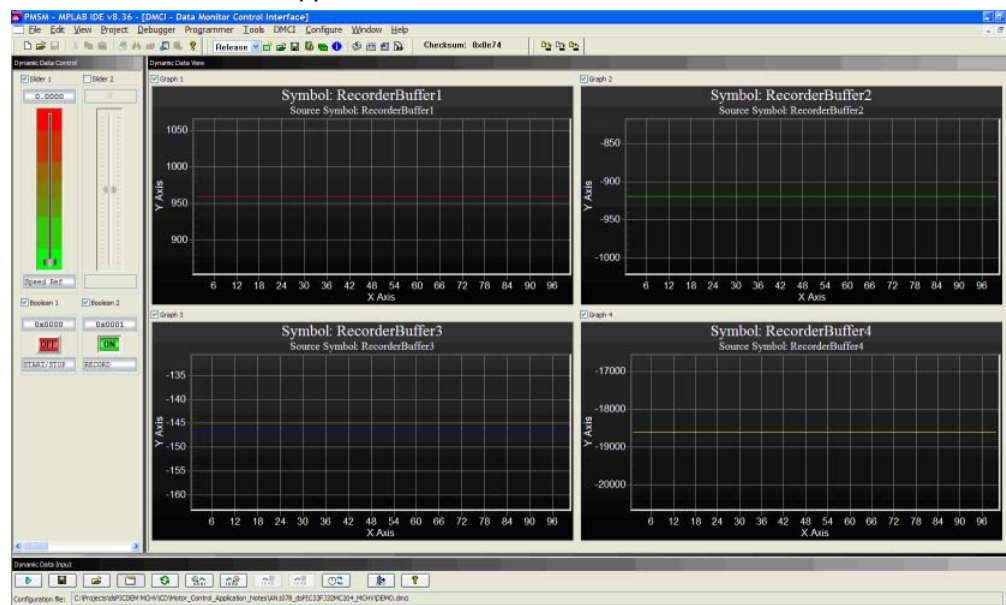 PMSM - MPLAB IDE v8.36 - [DMCI - Data Monitor Control Interface]
File Edit View Project Debugger Programmer Tools DMCI Configure Window Help
Release Checksum: 0x0e74
Dynamic Data Control
Dynamic Data View
Slider 1 Slider 2
0.0000 0
Speed Ref
Boolean 1 Boolean 2
0x0000 0x0001
OFF ON
START/STOP RECORD
Graph 1
Symbol: RecorderBuffer1
Source Symbol: RecorderBuffer1
1050
1000
950
900
Y Axis
6 12 18 24 30 36 42 48 54 60 66 72 78 84 90 96
X Axis
Graph 2
Symbol: RecorderBuffer2
Source Symbol: RecorderBuffer2
-850
-900
-950
-1000
Y Axis
6 12 18 24 30 36 42 48 54 60 66 72 78 84 90 96
X Axis
Graph 3
Symbol: RecorderBuffer3
Source Symbol: RecorderBuffer3
-135
-140
-145
-150
-155
-160
Y Axis
6 12 18 24 30 36 42 48 54 60 66 72 78 84 90 96
X Axis
Graph 4
Symbol: RecorderBuffer4
Source Symbol: RecorderBuffer4
-17000
-18000
-19000
-20000
Y Axis
6 12 18 24 30 36 42 48 54 60 66 72 78 84 90 96
X Axis
Dynamic Data Input
Configuration file: C:\Projects\dsPICDEM MCHV\CD\Motor_Control_Application_Notes\AN1078_dsPIC33FJ32MC204_MCHV\DEMO.dmci